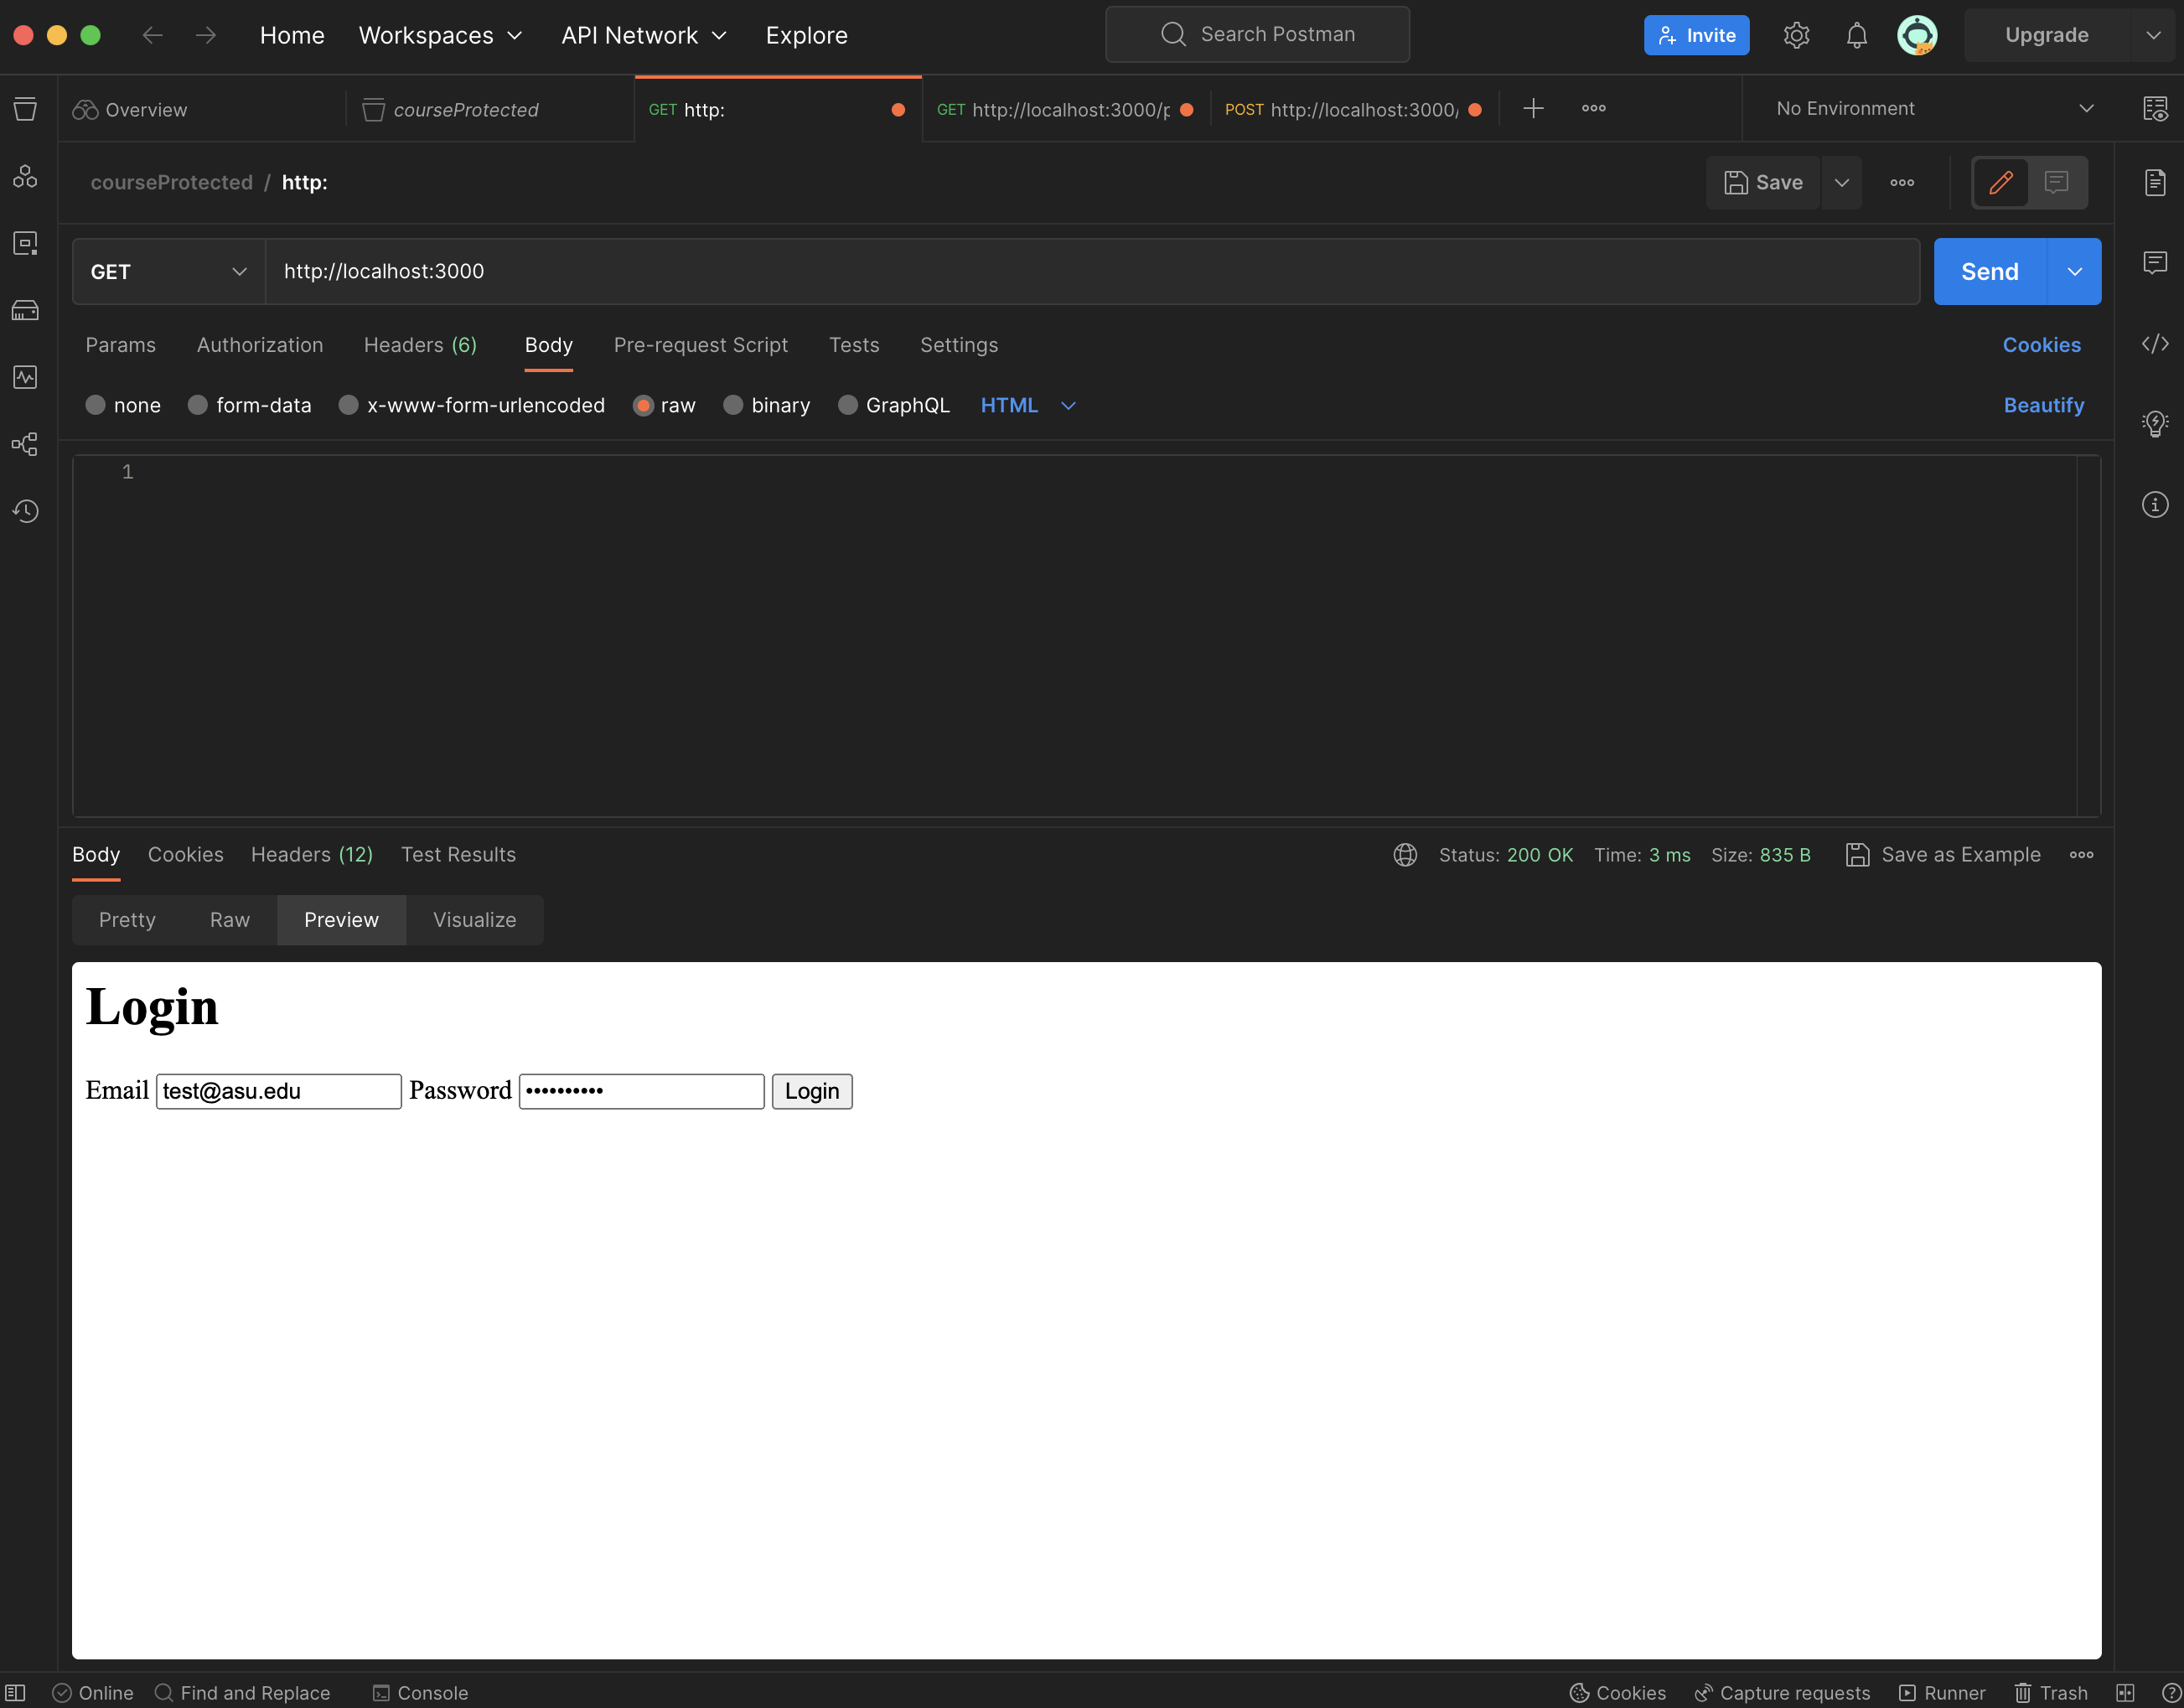 Home Workspaces API Network Explore Search Postman Invite Upgrade
Overview courseProtected GET http: GET http://localhost:3000/p POST http://localhost:3000/ No Environment
courseProtected / http: Save
GET http://localhost:3000 Send
Params Authorization Headers (6) Body Pre-request Script Tests Settings Cookies
none form-data x-www-form-urlencoded raw binary GraphQL HTML Beautify
1
Body Cookies Headers (12) Test Results Status: 200 OK Time: 3 ms Size: 835 B Save as Example
Pretty Raw Preview Visualize
Login
Email test@asu.edu Password •••••••••• Login
Online Find and Replace Console Cookies Capture requests Runner Trash